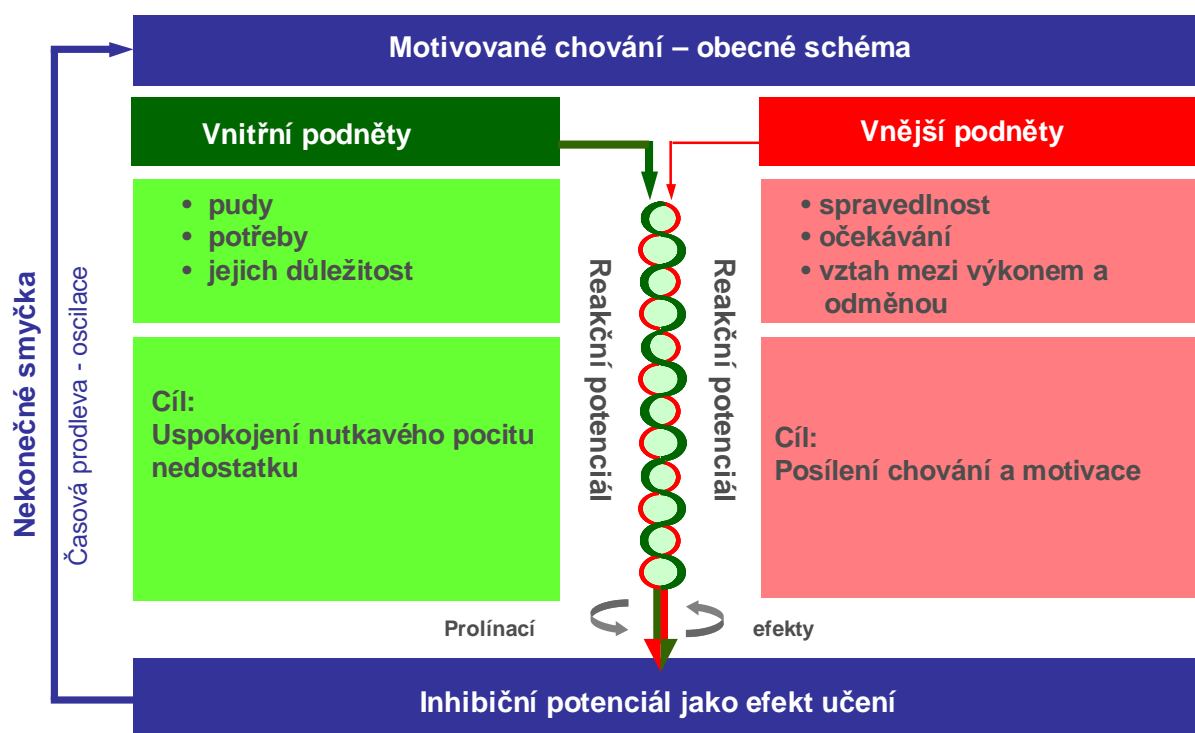 Motivované chování – obecné schéma
Vnitřní podněty
Vnější podněty
• pudy
• potřeby
• jejich důležitost
• spravedlnost
• očekávání
• vztah mezi výkonem a
odměnou
Reakční potenciál
Reakční potenciál
Nekonečné smyčka
Časová prodleva - oscilace
Cíl:
Uspokojení nutkavého pocitu
nedostatku
Cíl:
Posílení chování a motivace
Prolínací
efekty
Inhibiční potenciál jako efekt učení